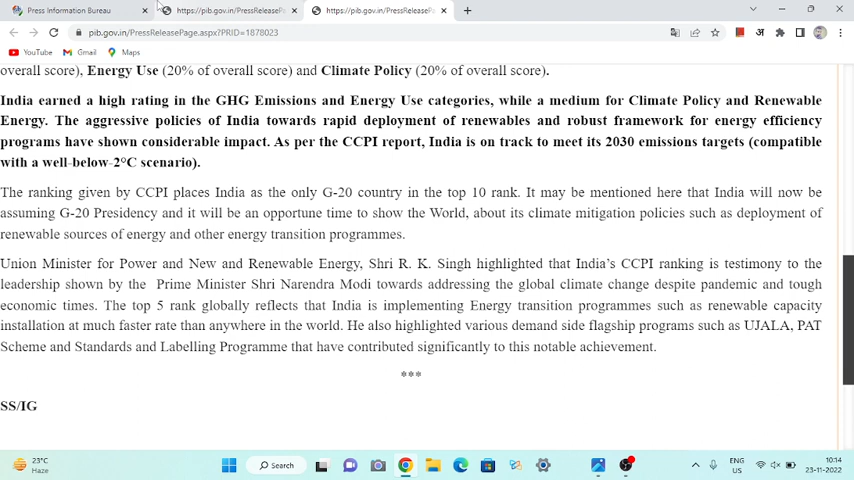 Press Information Bureau
https://pib.gov.in/PressReleaseP
https://pib.gov.in/PressReleasePa
pib.gov.in/PressReleasePage.aspx?PRID=1878023
अ
YouTube
Gmail
Maps
overall score), Energy Use (20% of overall score) and Climate Policy (20% of overall score).
India earned a high rating in the GHG Emissions and Energy Use categories, while a medium for Climate Policy and Renewable
Energy. The aggressive policies of India towards rapid deployment of renewables and robust framework for energy efficiency
programs have shown considerable impact. As per the CCPI report, India is on track to meet its 2030 emissions targets (compatible
with a well-below-2°C scenario).
The ranking given by CCPI places India as the only G-20 country in the top 10 rank. It may be mentioned here that India will now be
assuming G-20 Presidency and it will be an opportune time to show the World, about its climate mitigation policies such as deployment of
renewable sources of energy and other energy transition programmes.
Union Minister for Power and New and Renewable Energy, Shri R. K. Singh highlighted that India's CCPI ranking is testimony to the
leadership shown by the Prime Minister Shri Narendra Modi towards addressing the global climate change despite pandemic and tough
economic times. The top 5 rank globally reflects that India is implementing Energy transition programmes such as renewable capacity
installation at much faster rate than anywhere in the world. He also highlighted various demand side flagship programs such as UJALA, PAT
Scheme and Standards and Labelling Programme that have contributed significantly to this notable achievement.
***
SS/IG
23°C
Haze
Search
ENG
US
10:14
23-11-2022